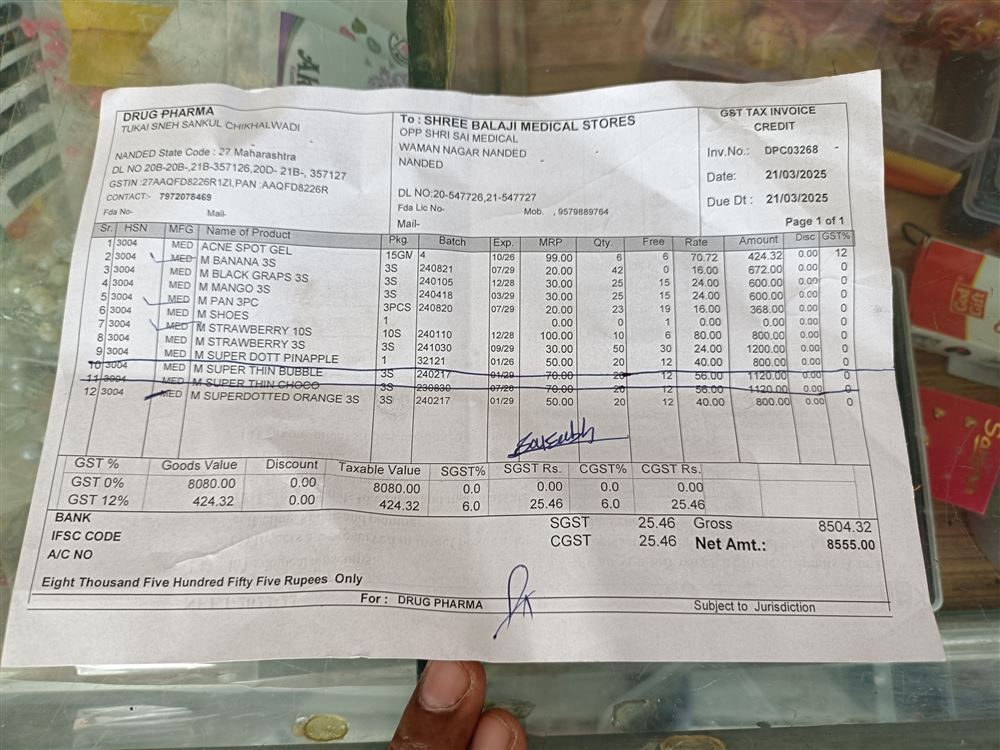 DRUG PHARMA
TUKAI SNEH SANKUL CHIKHALWADI
NANDED State Code : 27 Maharashtra
DL NO 20B-20B-,21B-357126,20D- 21B-, 357127
GSTIN :27AAQFD8226R1ZI,PAN :AAQFD8226R
CONTACT:- 7972078469
Fda No- Mail-
To : SHREE BALAJI MEDICAL STORES
OPP SHRI SAI MEDICAL
WAMAN NAGAR NANDED
NANDED
DL NO:20-547726,21-547727
Fda Lic No- Mob. , 9579889764
Mail-
GST TAX INVOICE
CREDIT
Inv.No.: DPC03268
Date: 21/03/2025
Due Dt : 21/03/2025
Page 1 of 1
Sr. HSN MFG Name of Product Pkg. Batch Exp. MRP Qty. Free Rate Amount Disc GST%
1 3004 MED ACNE SPOT GEL 15GM 4 10/26 99.00 6 6 70.72 424.32 0.00 12
2 3004 MED M BANANA 3S 3S 240821 07/29 20.00 42 0 16.00 672.00 0.00 0
3 3004 MED M BLACK GRAPS 3S 3S 240105 12/28 30.00 25 15 24.00 600.00 0.00 0
4 3004 MED M MANGO 3S 3S 240418 03/29 30.00 25 15 24.00 600.00 0.00 0
5 3004 MED M PAN 3PC 3PCS 240820 07/29 20.00 23 19 16.00 368.00 0.00 0
6 3004 MED M SHOES 1 0.00 0 1 0.00 0.00 0.00 0
7 3004 MED M STRAWBERRY 10S 10S 240110 12/28 100.00 10 6 80.00 800.00 0.00 0
8 3004 MED M STRAWBERRY 3S 3S 241030 09/29 30.00 50 30 24.00 1200.00 0.00 0
9 3004 MED M SUPER DOTT PINAPPLE 1 32121 01/26 50.00 20 12 40.00 800.00 0.00 0
10 3004 MED M SUPER THIN BUBBLE 3S 240217 01/29 70.00 20 12 56.00 1120.00 0.00 0
11 3004 MED M SUPER THIN CHOCO 3S 230830 07/26 70.00 20 12 56.00 1120.00 0.00 0
12 3004 MED M SUPERDOTTED ORANGE 3S 3S 240217 01/29 50.00 20 12 40.00 800.00 0.00 0
GST % Goods Value Discount Taxable Value SGST% SGST Rs. CGST% CGST Rs.
GST 0% 8080.00 0.00 8080.00 0.0 0.00 0.0 0.00
GST 12% 424.32 0.00 424.32 6.0 25.46 6.0 25.46
BANK
IFSC CODE
A/C NO
SGST 25.46 Gross 8504.32
CGST 25.46 Net Amt.: 8555.00
Eight Thousand Five Hundred Fifty Five Rupees Only
For : DRUG PHARMA
Subject to Jurisdiction